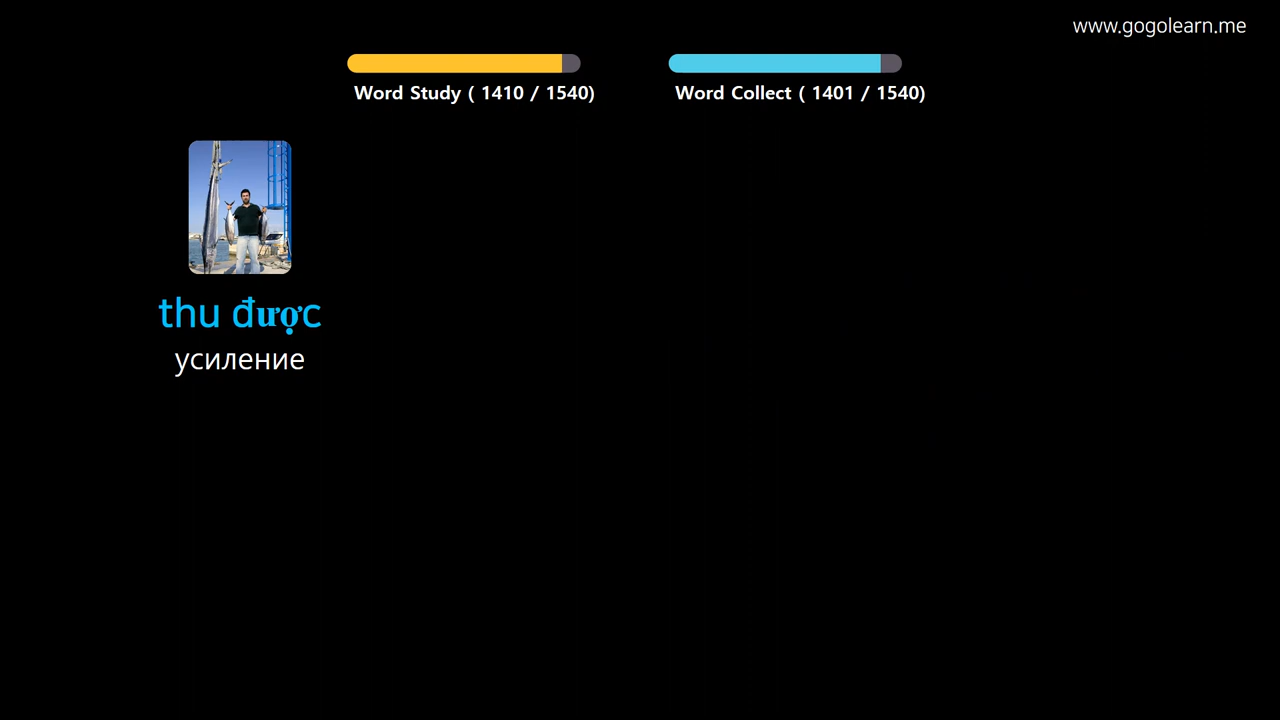 www.gogolearn.me
Word Study ( 1410 / 1540)
Word Collect ( 1401 / 1540)
thu được
усиление